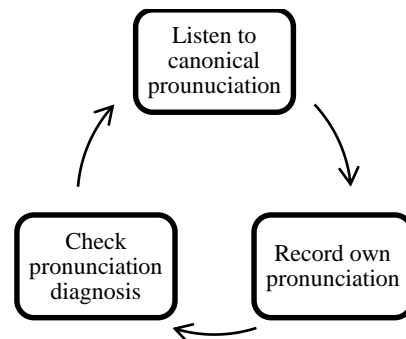 Listen to
canonical
prounuciation
Record own
pronunciation
Check
pronunciation
diagnosis